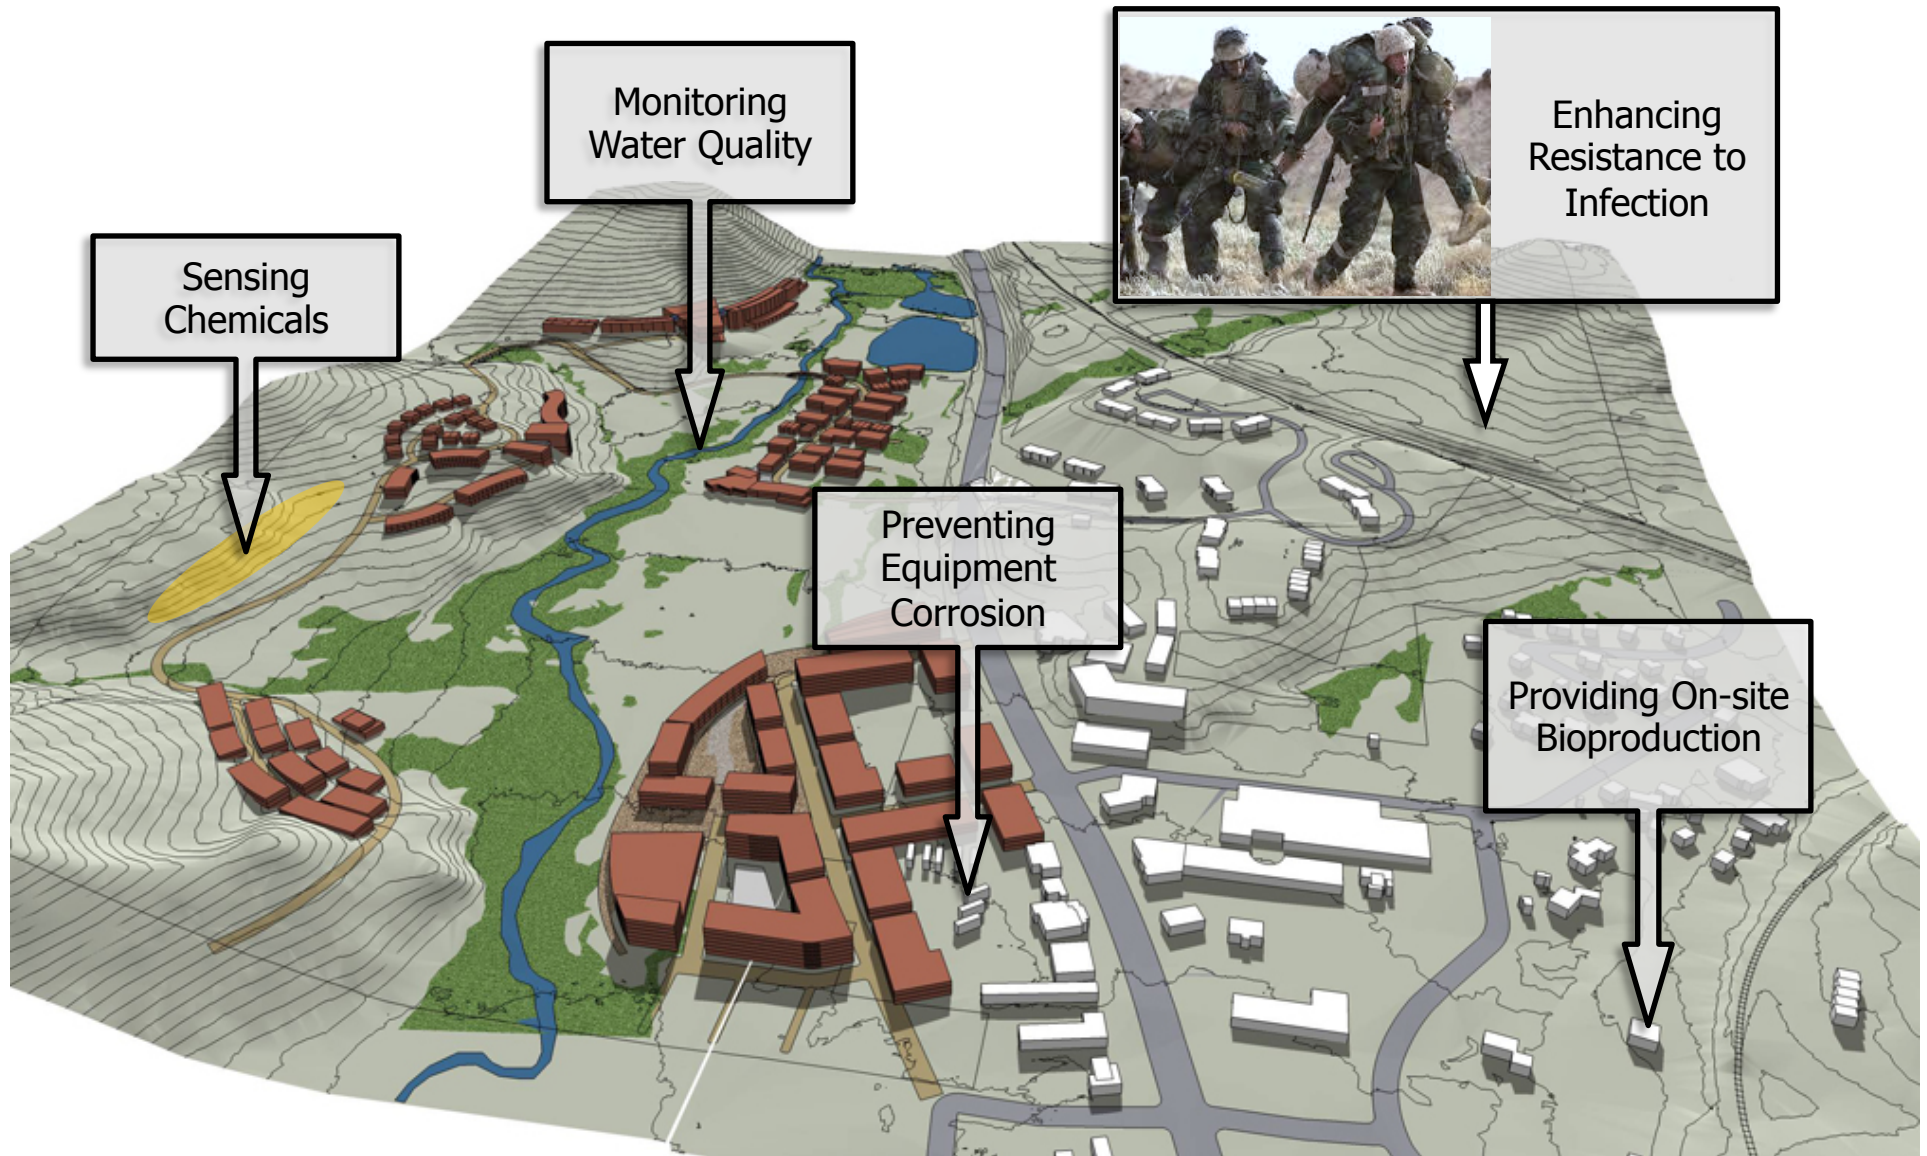 Monitoring
Water Quality
Enhancing
Resistance to
Infection
Sensing
Chemicals
Preventing
Equipment
Corrosion
Providing On-site
Bioproduction